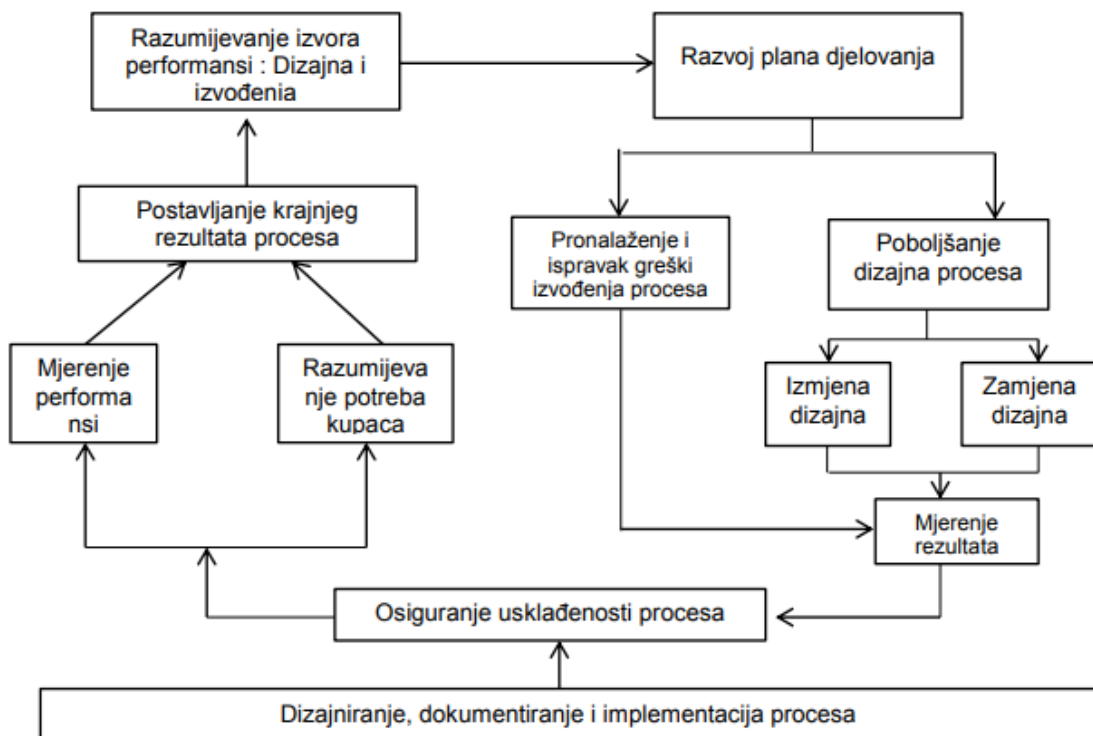 Razumijevanje izvora
performansi : Dizajna i
izvođenia
Razvoj plana djelovanja
Postavljanje krajnjeg
rezultata procesa
Pronalaženje i
ispravak greški
izvođenja procesa
Poboljšanje
dizajna procesa
Mjerenje
performa
nsi
Razumijeva
nje potreba
kupaca
Izmjena
dizajna
Zamjena
dizajna
Mjerenje
rezultata
Osiguranje usklađenosti procesa
Dizajniranje, dokumentiranje i implementacija procesa